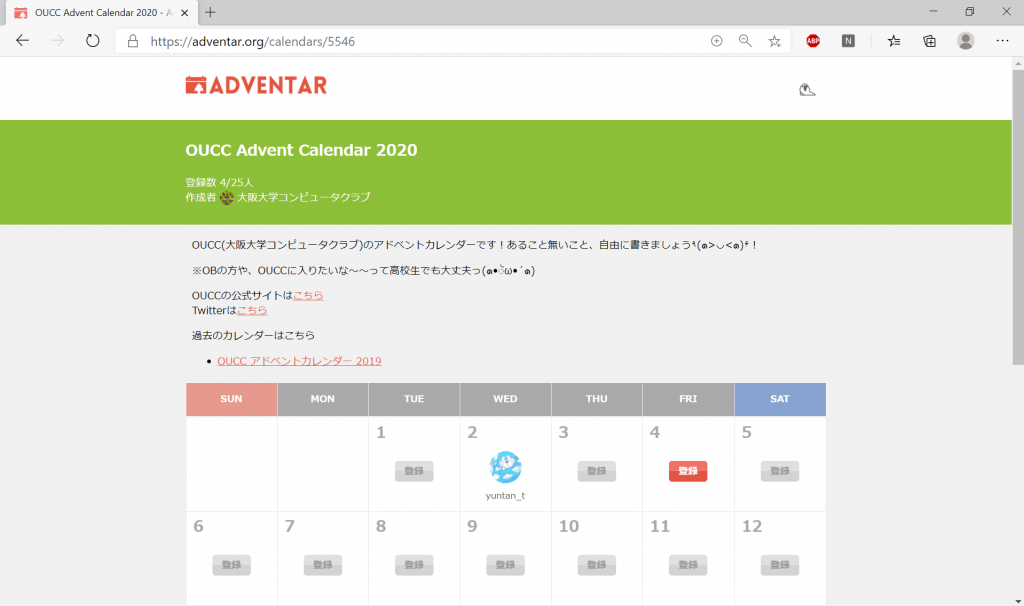 OUCC Advent Calendar 2020 - A
https://adventar.org/calendars/5546
ABP
N
ADVENTAR
OUCC Advent Calendar 2020
登録数 4/25人
作成者 大阪大学コンピュータクラブ
OUCC(大阪大学コンピュータクラブ)のアドベントカレンダーです！あること無いこと、自由に書きましょう٩(๑>◡<๑)۶！
※OBの方や、OUCCに入りたいな～～って高校生でも大丈夫っ(๑•̀ω•´๑)
OUCCの公式サイトはこちら
Twitterはこちら
過去のカレンダーはこちら
• OUCC アドベントカレンダー 2019
SUN MON TUE WED THU FRI SAT
1 2 3 4 5
登録 登録 登録 登録
yuntan_t
6 7 8 9 10 11 12
登録 登録 登録 登録 登録 登録 登録